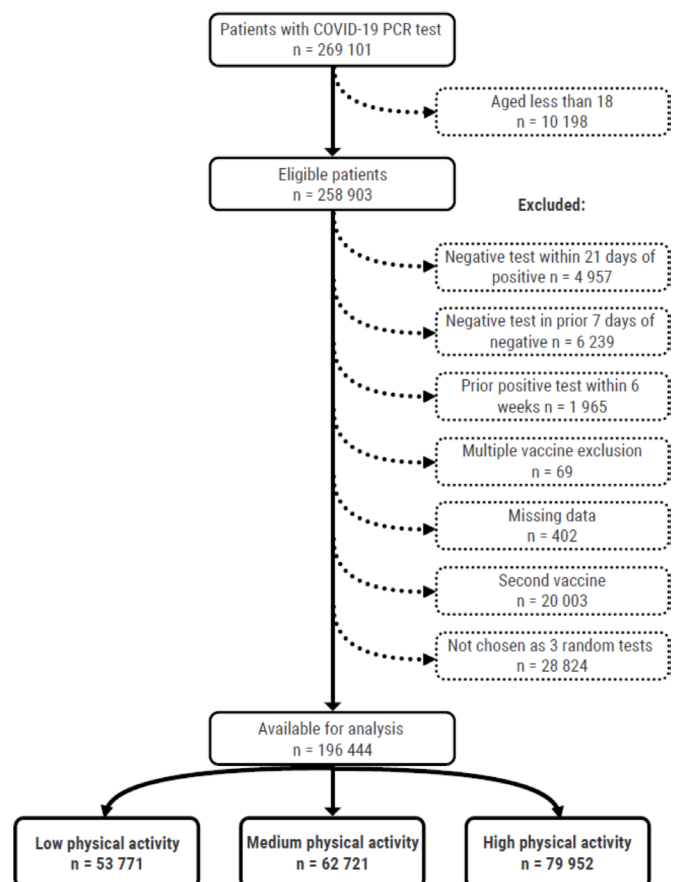 Patients with COVID-19 PCR test
n = 269 101
Aged less than 18
n = 10 198
Eligible patients
n = 258 903
Excluded:
Negative test within 21 days of
positive n = 4 957
Negative test in prior 7 days of
negative n = 6 239
Prior positive test within 6
weeks n = 1 965
Multiple vaccine exclusion
n = 69
Missing data
n = 402
Second vaccine
n = 20 003
Not chosen as 3 random tests
n = 28 824
Available for analysis
n = 196 444
Low physical activity
n = 53 771
Medium physical activity
n = 62 721
High physical activity
n = 79 952